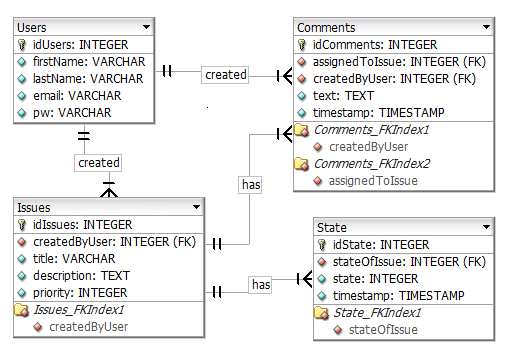 Users
idUsers: INTEGER
firstName: VARCHAR
lastName: VARCHAR
email: VARCHAR
pw: VARCHAR
created
Comments
idComments: INTEGER
assignedToIssue: INTEGER (FK)
createdByUser: INTEGER (FK)
text: TEXT
timestamp: TIMESTAMP
Comments_FKIndex1
createdByUser
Comments_FKIndex2
assignedToIssue
created
has
Issues
idIssues: INTEGER
createdByUser: INTEGER (FK)
title: VARCHAR
description: TEXT
priority: INTEGER
Issues_FKIndex1
createdByUser
has
State
idState: INTEGER
stateOfIssue: INTEGER (FK)
state: INTEGER
timestamp: TIMESTAMP
State_FKIndex1
stateOfIssue